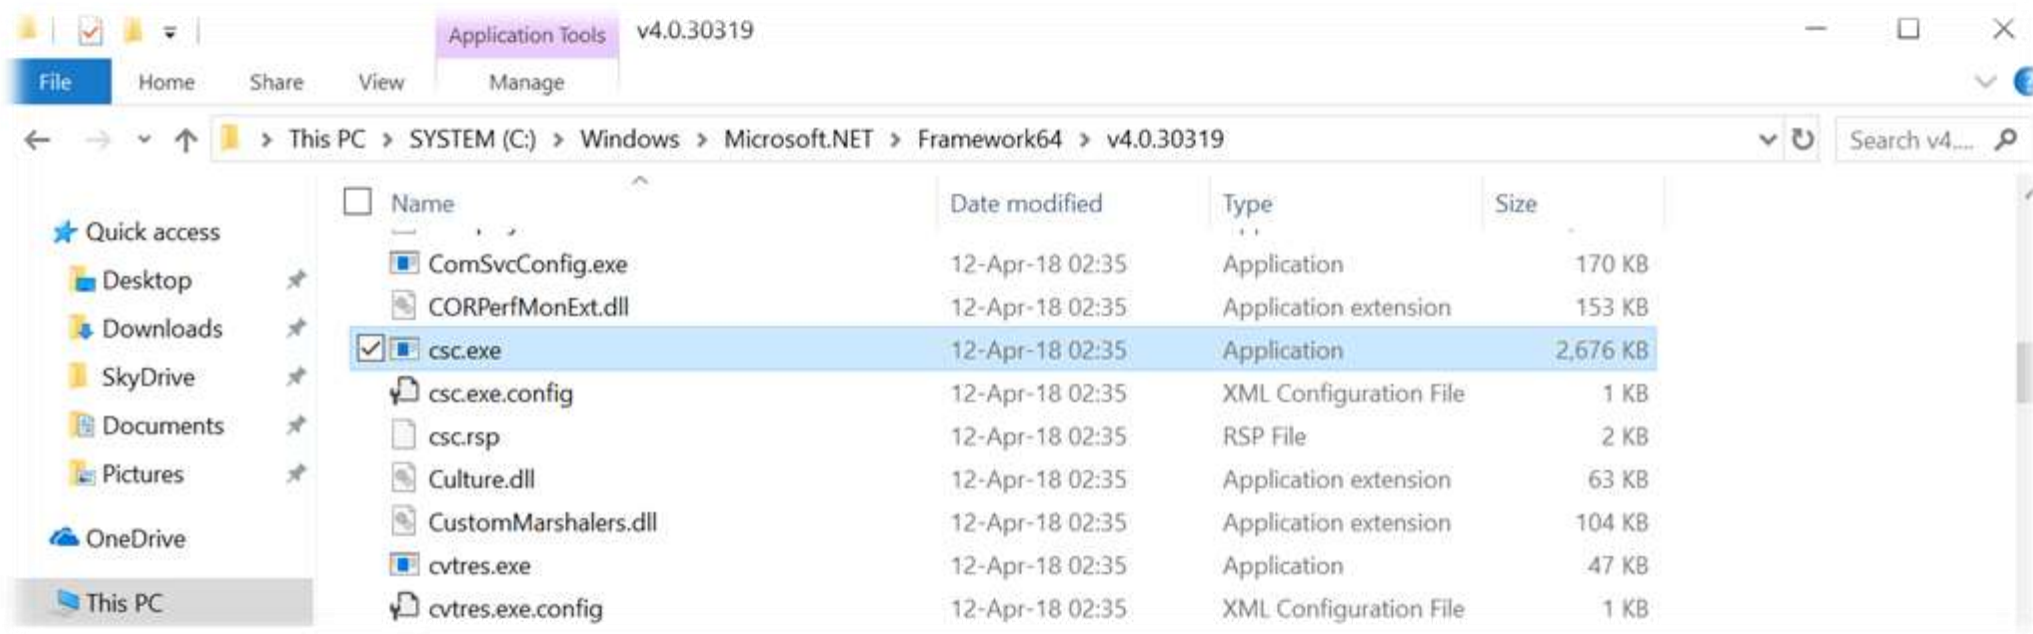 Application Tools v4.0.30319
File Home Share View Manage
This PC > SYSTEM (C:) > Windows > Microsoft.NET > Framework64 > v4.0.30319 Search v4....
Name Date modified Type Size
Quick access
Desktop
Downloads
SkyDrive
Documents
Pictures
OneDrive
This PC
ComSvcConfig.exe 12-Apr-18 02:35 Application 170 KB
CORPerfMonExt.dll 12-Apr-18 02:35 Application extension 153 KB
csc.exe 12-Apr-18 02:35 Application 2,676 KB
csc.exe.config 12-Apr-18 02:35 XML Configuration File 1 KB
csc.rsp 12-Apr-18 02:35 RSP File 2 KB
Culture.dll 12-Apr-18 02:35 Application extension 63 KB
CustomMarshalers.dll 12-Apr-18 02:35 Application extension 104 KB
cvtres.exe 12-Apr-18 02:35 Application 47 KB
cvtres.exe.config 12-Apr-18 02:35 XML Configuration File 1 KB